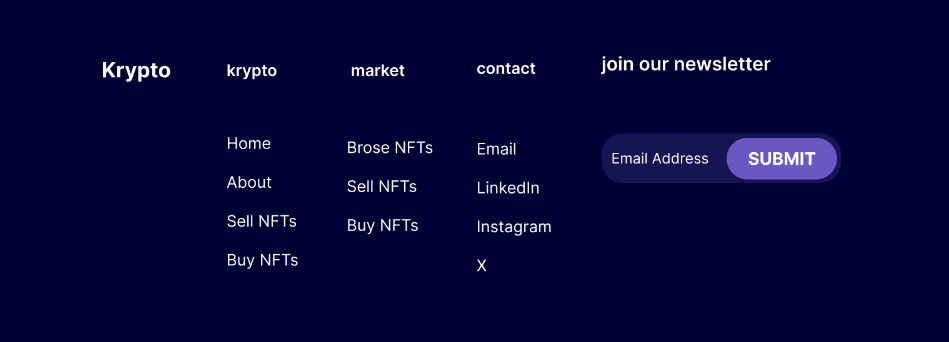 Krypto
krypto
Home
About
Sell NFTs
Buy NFTs
market
Brose NFTs
Sell NFTs
Buy NFTs
contact
Email
LinkedIn
Instagram
X
join our newsletter
Email Address
SUBMIT